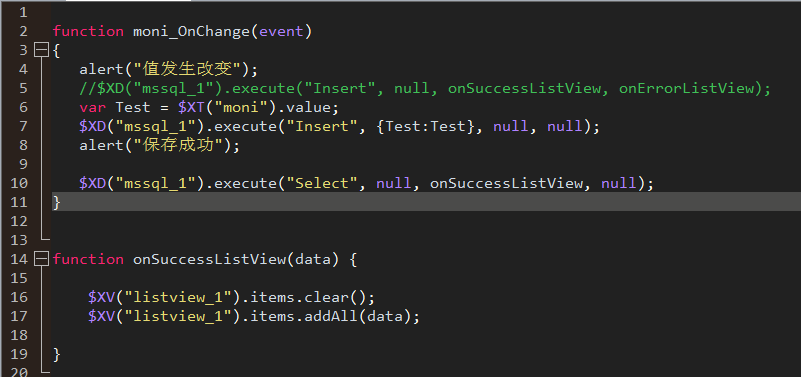 1
2 function moni_OnChange(event)
3 {
4 alert("值发生改变");
5 //$XD("mssql_1").execute("Insert", null, onSuccessListView, onErrorListView);
6 var Test = $XT("moni").value;
7 $XD("mssql_1").execute("Insert", {Test:Test}, null, null);
8 alert("保存成功");
9
10 $XD("mssql_1").execute("Select", null, onSuccessListView, null);
11 }
12
13
14 function onSuccessListView(data) {
15
16 $XV("listview_1").items.clear();
17 $XV("listview_1").items.addAll(data);
18
19 }
20